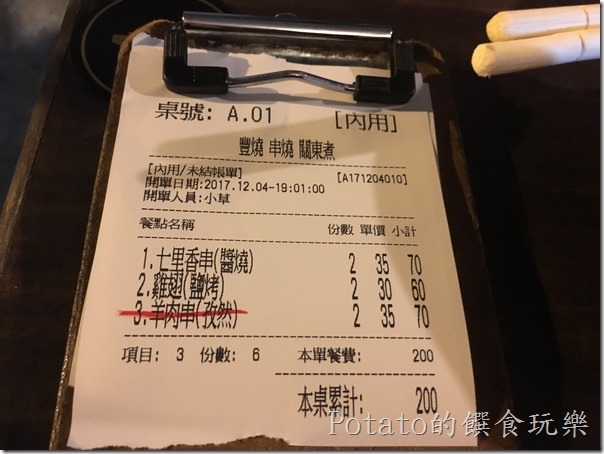 桌號: A.01 [內用]
豐燒 串燒 關東煮
[內用/未結帳單] [A171204010]
開單日期:2017.12.04-19:01:00
開單人員:小草
餐點名稱 份數 單價 小計
1.七里香串(醬燒) 2 35 70
2.雞翅(鹽烤) 2 30 60
3.羊肉串(孜然) 2 35 70
項目: 3 份數: 6 本單餐費: 200
本桌累計: 200
Potato的饌食玩樂